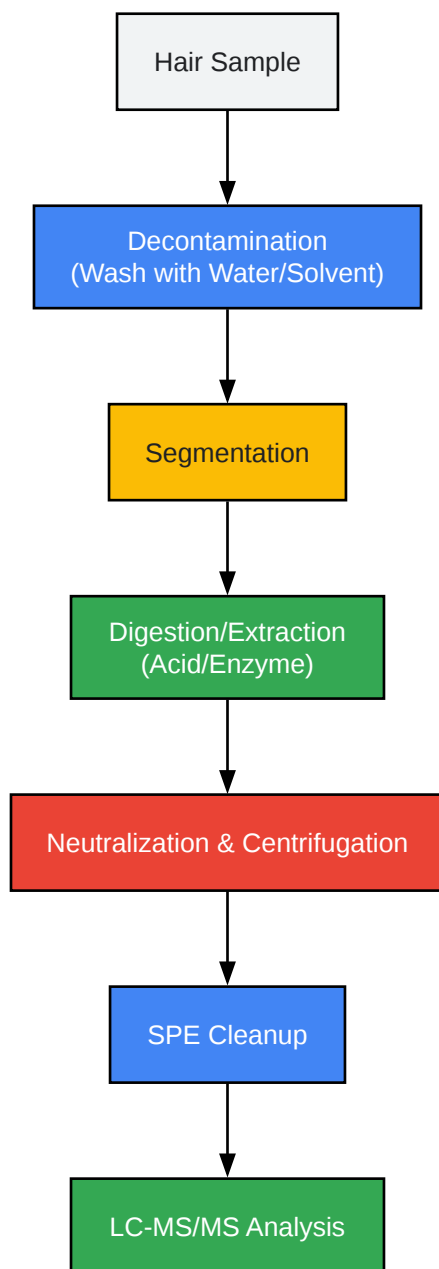 Hair Sample
Decontamination
(Wash with Water/Solvent)
Segmentation
Digestion/Extraction
(Acid/Enzyme)
Neutralization & Centrifugation
SPE Cleanup
LC-MS/MS Analysis